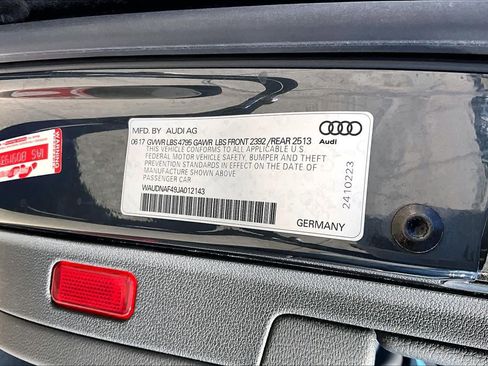 MFD. BY AUDI AG
06 17 GVWR LBS 4795 GAWR LBS FRONT 2392 /REAR 2513
THIS VEHICLE CONFORMS TO ALL APPLICABLE U.S.
FEDERAL MOTOR VEHICLE SAFETY, BUMPER AND THEFT
PREVENTION STANDARDS IN EFFECT ON THE DATE OF
MANUFACTURE SHOWN ABOVE
PASSENGER CAR
WAUDNAF49JA012143
Audi
2410223
GERMANY
WARNING